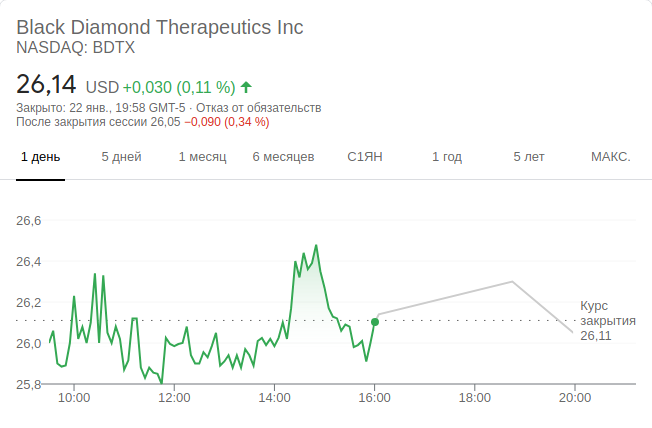 Black Diamond Therapeutics Inc
NASDAQ: BDTX
26,14 USD +0,030 (0,11 %)
Закрыто: 22 янв., 19:58 GMT-5 · Отказ от обязательств
После закрытия сессии 26,05 −0,090 (0,34 %)
1 день 5 дней 1 месяц 6 месяцев С1ЯН 1 год 5 лет МАКС.
26,6
26,4
26,2
26,0
25,8
Курс
закрытия
26,11
10:00 12:00 14:00 16:00 18:00 20:00